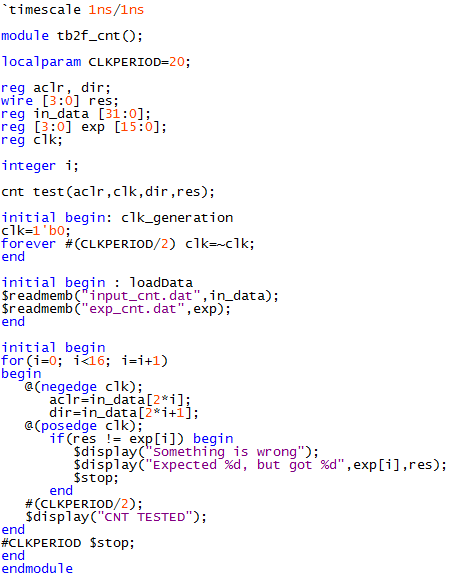 `timescale 1ns/1ns
module tb2f_cnt();
localparam CLKPERIOD=20;
reg aclr, dir;
wire [3:0] res;
reg in_data [31:0];
reg [3:0] exp [15:0];
reg clk;
integer i;
cnt test(aclr,clk,dir,res);
initial begin: clk_generation
clk=1'b0;
forever #(CLKPERIOD/2) clk=~clk;
end
initial begin : loadData
$readmemb("input_cnt.dat",in_data);
$readmemb("exp_cnt.dat",exp);
end
initial begin
for(i=0; i<16; i=i+1)
begin
@(negedge clk);
aclr=in_data[2*i];
dir=in_data[2*i+1];
@(posedge clk);
if(res != exp[i]) begin
$display("Something is wrong");
$display("Expected %d, but got %d",exp[i],res);
$stop;
end
#(CLKPERIOD/2);
$display("CNT TESTED");
end
#CLKPERIOD $stop;
end
endmodule